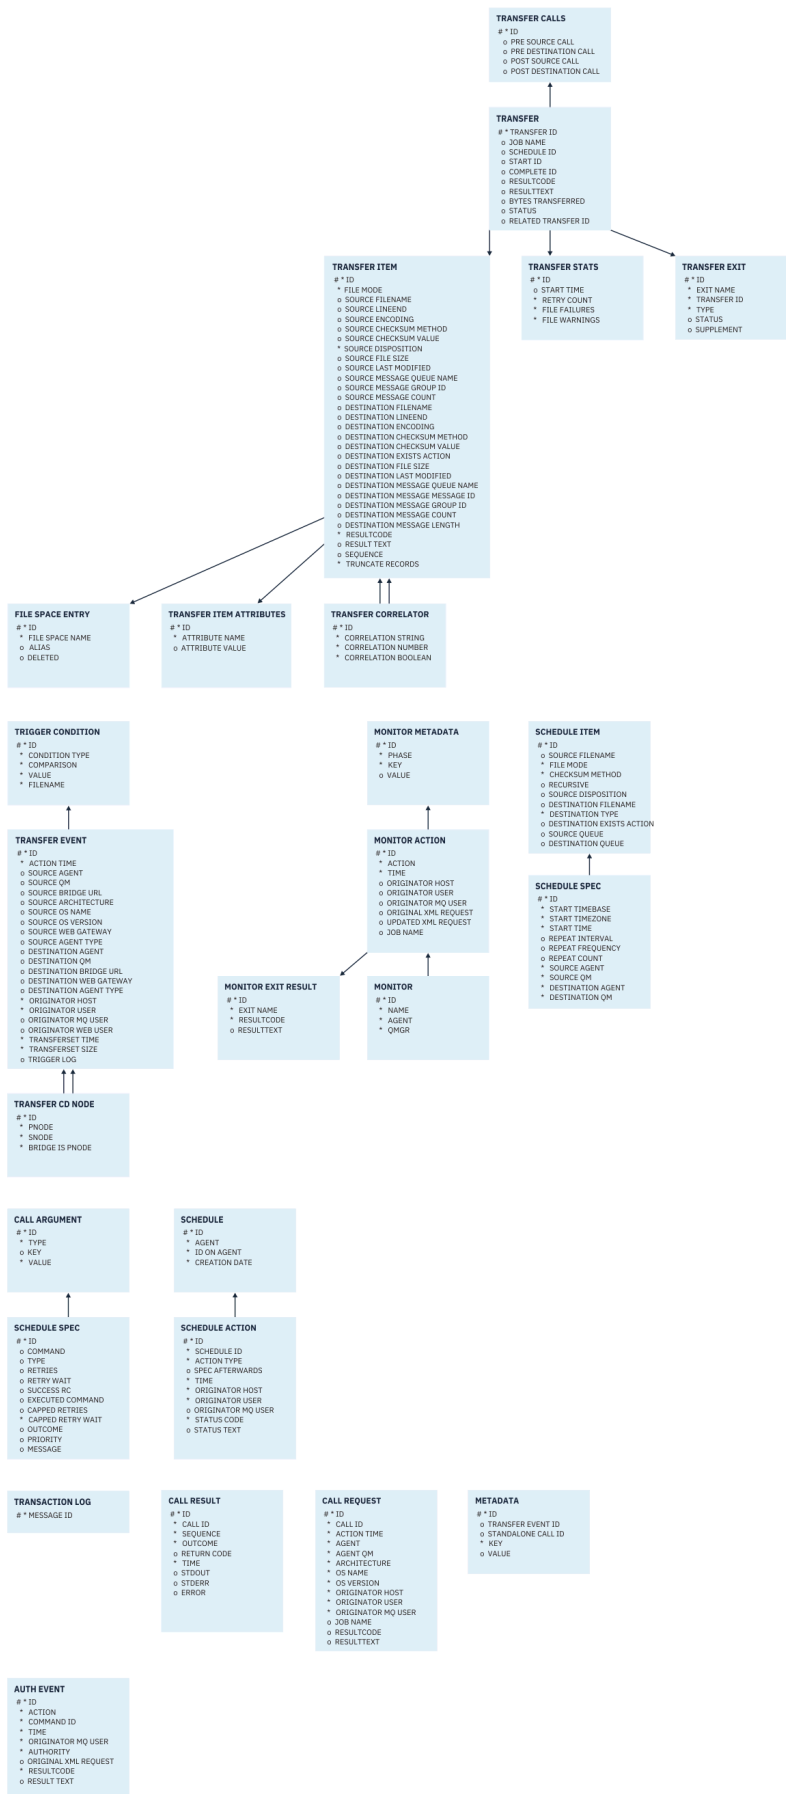 TRANSFER CALLS
# * ID
o PRE SOURCE CALL
o PRE DESTINATION CALL
o POST SOURCE CALL
o POST DESTINATION CALL
TRANSFER
# * TRANSFER ID
o JOB NAME
o SCHEDULE ID
o START ID
o COMPLETE ID
o RESULTCODE
o RESULTTEXT
o BYTES TRANSFERRED
o STATUS
o RELATED TRANSFER ID
TRANSFER ITEM
# * ID
* FILE MODE
o SOURCE FILENAME
o SOURCE LINEEND
o SOURCE ENCODING
o SOURCE CHECKSUM METHOD
o SOURCE CHECKSUM VALUE
* SOURCE DISPOSITION
o SOURCE FILE SIZE
o SOURCE LAST MODIFIED
o SOURCE MESSAGE QUEUE NAME
o SOURCE MESSAGE GROUP ID
o SOURCE MESSAGE COUNT
o DESTINATION FILENAME
o DESTINATION LINEEND
o DESTINATION ENCODING
o DESTINATION CHECKSUM METHOD
o DESTINATION CHECKSUM VALUE
o DESTINATION EXISTS ACTION
o DESTINATION FILE SIZE
o DESTINATION LAST MODIFIED
o DESTINATION MESSAGE QUEUE NAME
o DESTINATION MESSAGE MESSAGE ID
o DESTINATION MESSAGE GROUP ID
o DESTINATION MESSAGE COUNT
o DESTINATION MESSAGE LENGTH
* RESULTCODE
o RESULT TEXT
o SEQUENCE
* TRUNCATE RECORDS
TRANSFER STATS
# * ID
o START TIME
* RETRY COUNT
* FILE FAILURES
* FILE WARNINGS
TRANSFER EXIT
# * ID
* EXIT NAME
* TRANSFER ID
* TYPE
o STATUS
o SUPPLEMENT
FILE SPACE ENTRY
# * ID
* FILE SPACE NAME
o ALIAS
o DELETED
TRANSFER ITEM ATTRIBUTES
# * ID
* ATTRIBUTE NAME
o ATTRIBUTE VALUE
TRANSFER CORRELATOR
# * ID
* CORRELATION STRING
* CORRELATION NUMBER
* CORRELATION BOOLEAN
TRIGGER CONDITION
# * ID
* CONDITION TYPE
* COMPARISON
* VALUE
* FILENAME
TRANSFER EVENT
# * ID
* ACTION TIME
o SOURCE AGENT
o SOURCE QM
o SOURCE BRIDGE URL
o SOURCE ARCHITECTURE
o SOURCE OS NAME
o SOURCE OS VERSION
o SOURCE WEB GATEWAY
o SOURCE AGENT TYPE
o DESTINATION AGENT
o DESTINATION QM
o DESTINATION BRIDGE URL
o DESTINATION WEB GATEWAY
o DESTINATION AGENT TYPE
* ORIGINATOR HOST
* ORIGINATOR USER
o ORIGINATOR MQ USER
o ORIGINATOR WEB USER
* TRANSFERSET TIME
* TRANSFERSET SIZE
o TRIGGER LOG
TRANSFER CD NODE
# * ID
* PNODE
* SNODE
* BRIDGE IS PNODE
MONITOR METADATA
# * ID
* PHASE
* KEY
o VALUE
MONITOR ACTION
# * ID
* ACTION
* TIME
o ORIGINATOR HOST
o ORIGINATOR USER
o ORIGINATOR MQ USER
o ORIGINAL XML REQUEST
o UPDATED XML REQUEST
o JOB NAME
MONITOR EXIT RESULT
# * ID
* EXIT NAME
* RESULTCODE
o RESULTTEXT
MONITOR
# * ID
* NAME
* AGENT
* QMGR
SCHEDULE ITEM
# * ID
o SOURCE FILENAME
* FILE MODE
* CHECKSUM METHOD
o RECURSIVE
o SOURCE DISPOSITION
o DESTINATION FILENAME
* DESTINATION TYPE
o DESTINATION EXISTS ACTION
o SOURCE QUEUE
o DESTINATION QUEUE
SCHEDULE SPEC
# * ID
* START TIMEBASE
* START TIMEZONE
* START TIME
o REPEAT INTERVAL
o REPEAT FREQUENCY
o REPEAT COUNT
* SOURCE AGENT
* SOURCE QM
* DESTINATION AGENT
* DESTINATION QM
CALL ARGUMENT
# * ID
* TYPE
o KEY
* VALUE
SCHEDULE SPEC
# * ID
o COMMAND
o TYPE
o RETRIES
o RETRY WAIT
o SUCCESS RC
o EXECUTED COMMAND
o CAPPED RETRIES
* CAPPED RETRY WAIT
o OUTCOME
o PRIORITY
o MESSAGE
SCHEDULE
# * ID
* AGENT
* ID ON AGENT
* CREATION DATE
SCHEDULE ACTION
# * ID
* SCHEDULE ID
* ACTION TYPE
o SPEC AFTERWARDS
* TIME
* ORIGINATOR HOST
* ORIGINATOR USER
o ORIGINATOR MQ USER
* STATUS CODE
o STATUS TEXT
TRANSACTION LOG
# * MESSAGE ID
CALL RESULT
# * ID
* CALL ID
* SEQUENCE
* OUTCOME
o RETURN CODE
* TIME
o STDOUT
o STDERR
o ERROR
CALL REQUEST
# * ID
* CALL ID
* ACTION TIME
* AGENT
* AGENT QM
* ARCHITECTURE
* OS NAME
* OS VERSION
* ORIGINATOR HOST
* ORIGINATOR USER
* ORIGINATOR MQ USER
o JOB NAME
o RESULTCODE
o RESULTTEXT
METADATA
# * ID
o TRANSFER EVENT ID
o STANDALONE CALL ID
* KEY
o VALUE
AUTH EVENT
# * ID
* ACTION
* COMMAND ID
* TIME
* ORIGINATOR MQ USER
* AUTHORITY
o ORIGINAL XML REQUEST
* RESULTCODE
o RESULT TEXT